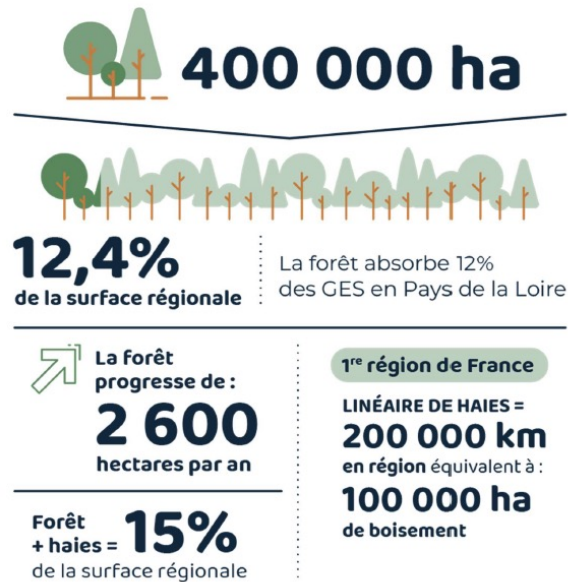 400 000 ha
12,4%
de la surface régionale
La forêt absorbe 12%
des GES en Pays de la Loire
La forêt
progresse de :
2 600
hectares par an
Forêt
+ haies = 15%
de la surface régionale
1re région de France
LINÉAIRE DE HAIES =
200 000 km
en région équivalent à :
100 000 ha
de boisement